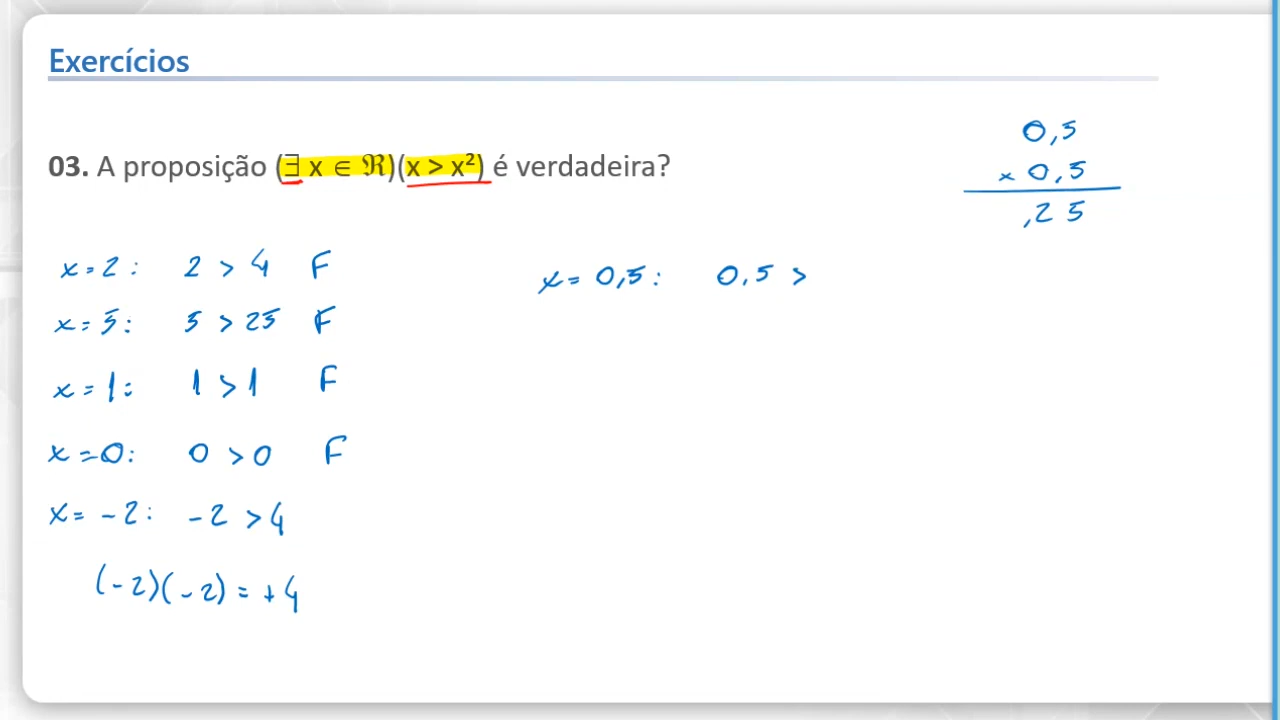 Exercícios
03. A proposição (∃ x ∈ ℜ)(x > x²) é verdadeira?
0,5
x 0,5
,25
x=2: 2 > 4 F
x=5: 5 > 25 F
x=1: 1 > 1 F
x=0: 0 > 0 F
x=-2: -2 > 4
(-2)(-2) = +4
x=0,5: 0,5 >